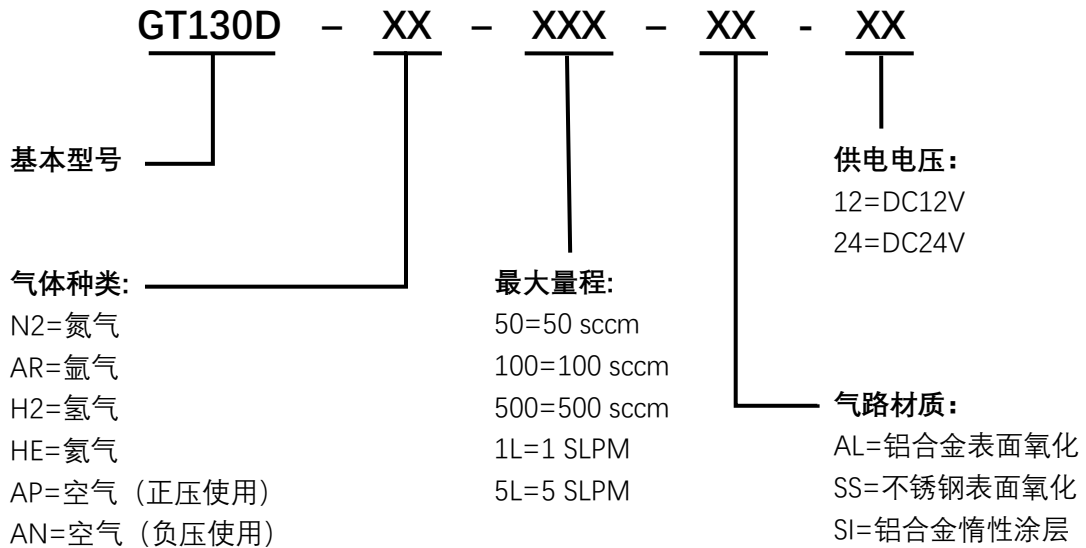 GT130D – XX – XXX – XX - XX
基本型号
供电电压：
12=DC12V
24=DC24V
气体种类:
N2=氮气
AR=氩气
H2=氢气
HE=氦气
AP=空气（正压使用）
AN=空气（负压使用）
最大量程:
50=50 sccm
100=100 sccm
500=500 sccm
1L=1 SLPM
5L=5 SLPM
气路材质：
AL=铝合金表面氧化
SS=不锈钢表面氧化
SI=铝合金惰性涂层